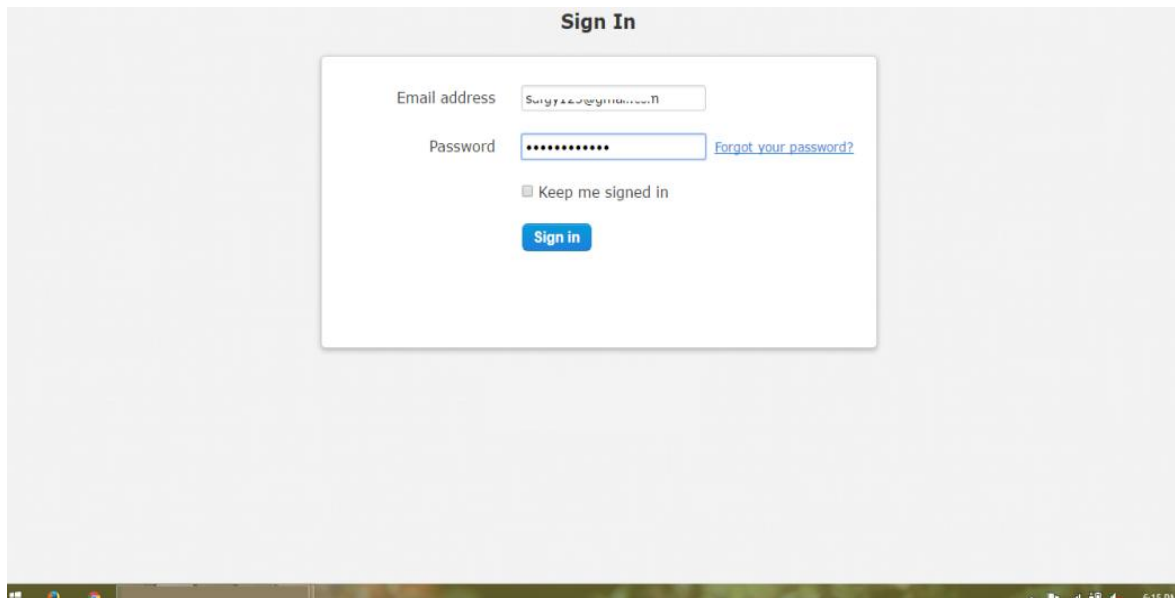 Sign In
Email address
Password ••••••••••••
Forgot your password?
Keep me signed in
Sign in